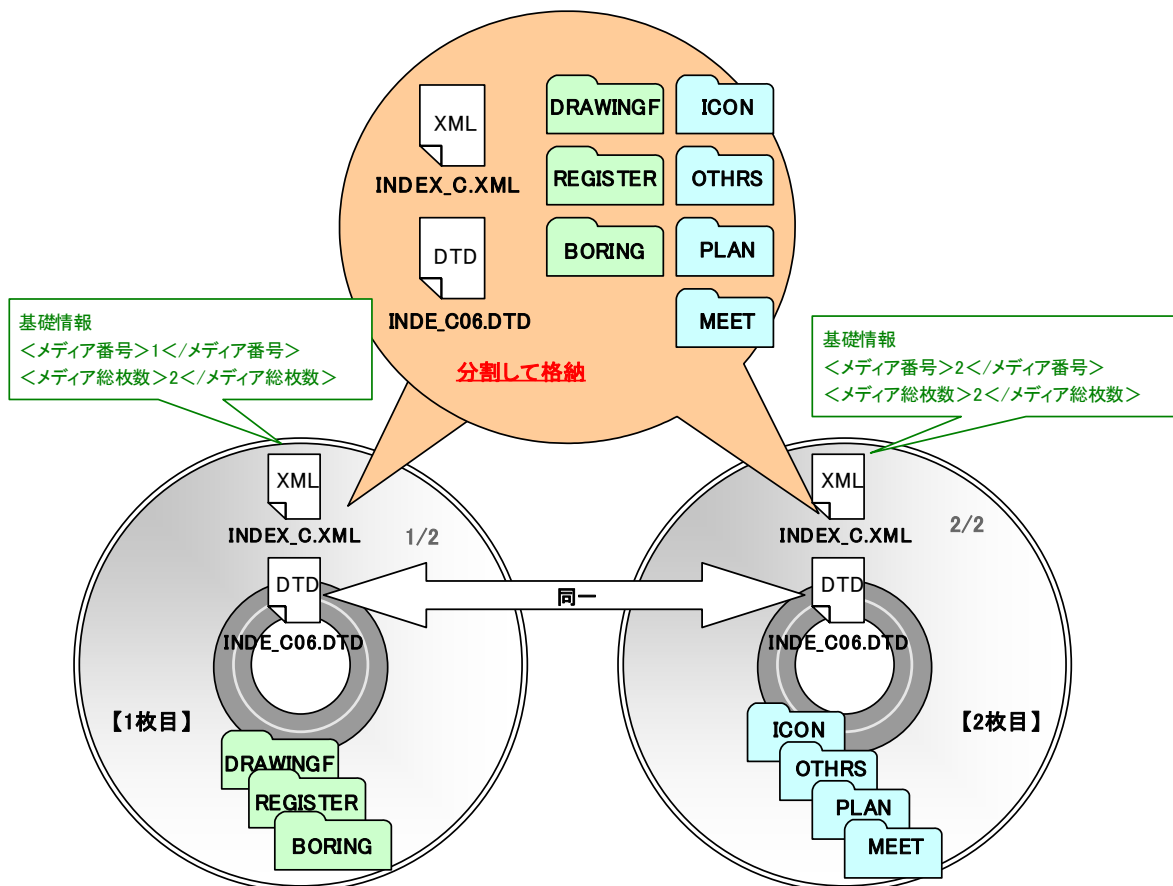 XML
INDEX_C.XML
DTD
INDE_C06.DTD
DRAWINGF
ICON
REGISTER
OTHRS
BORING
PLAN
MEET
分割して格納
基礎情報
<メディア番号>1</メディア番号>
<メディア総枚数>2</メディア総枚数>
基礎情報
<メディア番号>2</メディア番号>
<メディア総枚数>2</メディア総枚数>
XML
INDEX_C.XML
1/2
DTD
INDE_C06.DTD
【1枚目】
DRAWINGF
REGISTER
BORING
同一
XML
INDEX_C.XML
2/2
DTD
INDE_C06.DTD
【2枚目】
ICON
OTHRS
PLAN
MEET